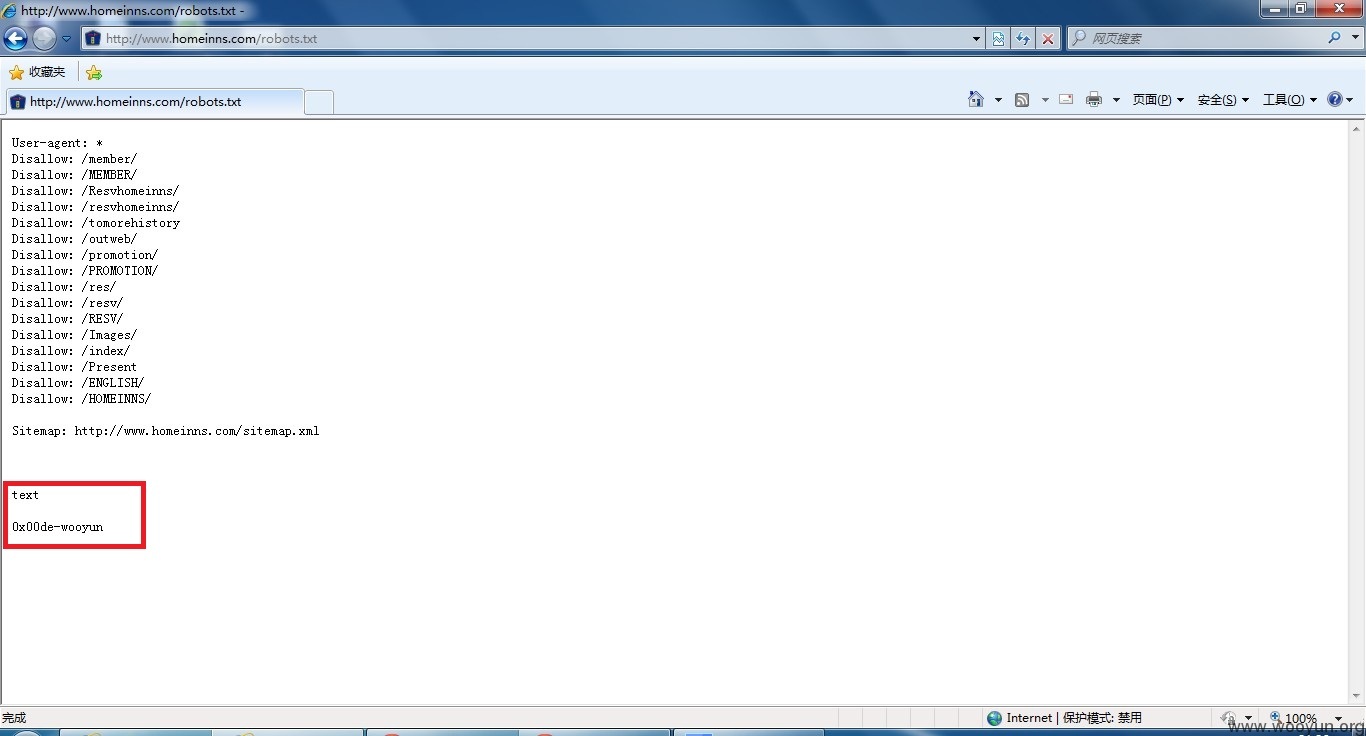 http://www.homeinns.com/robots.txt -
http://www.homeinns.com/robots.txt
网页搜索
收藏夹
http://www.homeinns.com/robots.txt
页面(P) 安全(S) 工具(O)
User-agent: *
Disallow: /member/
Disallow: /MEMBER/
Disallow: /Resvhomeinns/
Disallow: /resvhomeinns/
Disallow: /tomorehistory
Disallow: /outweb/
Disallow: /promotion/
Disallow: /PROMOTION/
Disallow: /res/
Disallow: /resv/
Disallow: /RESV/
Disallow: /Images/
Disallow: /index/
Disallow: /Present
Disallow: /ENGLISH/
Disallow: /HOMEINNS/
Sitemap: http://www.homeinns.com/sitemap.xml
text
0x00de-wooyun
完成 Internet | 保护模式: 禁用 100%
www.wooyun.org